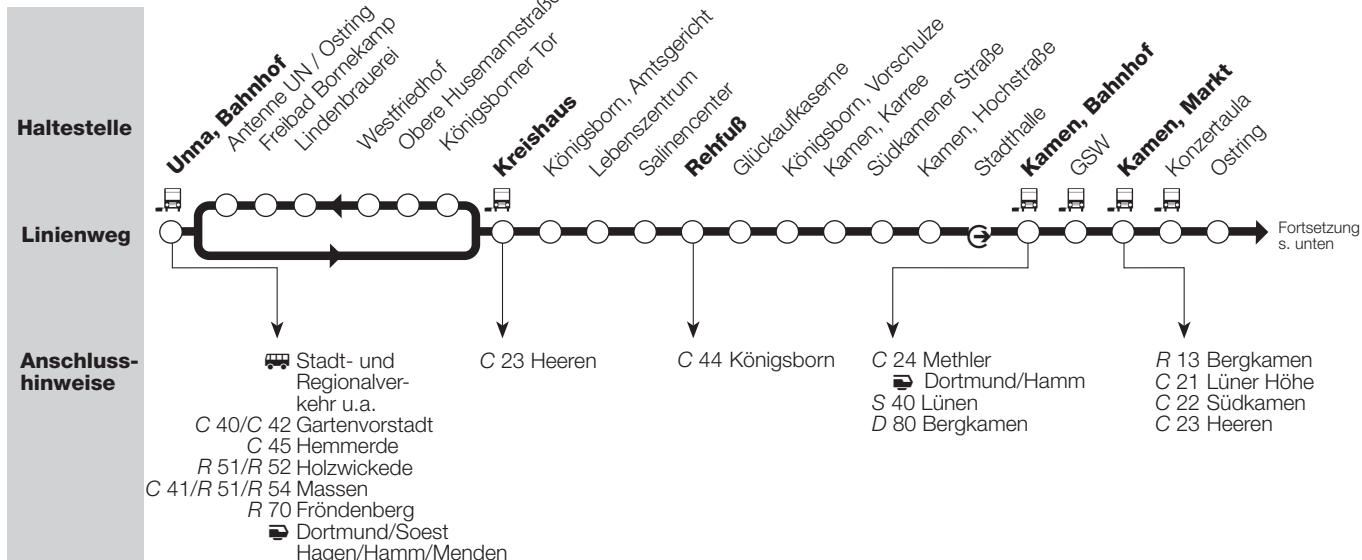 Haltestelle
Unna, Bahnhof
Antenne UN / Ostring
Freibad Bornekamp
Lindenbrauerei
Westfriedhof
Obere Husemannstraße
Königsborner Tor
Kreishaus
Königsborn, Amtsgericht
Lebenszentrum
Salinencenter
Rehfuß
Glückaufkaserne
Königsborn, Vorschulze
Kamen, Karree
Südkamener Straße
Kamen, Hochstraße
Stadthalle
Kamen, Bahnhof
GSW
Kamen, Markt
Konzertaula
Ostring
Linienweg
Fortsetzung
s. unten
Anschluss-
hinweise
Stadt- und
Regionalver-
kehr u.a.
C 40/C 42 Gartenvorstadt
C 45 Hemmerde
R 51/R 52 Holzwickede
C 41/R 51/R 54 Massen
R 70 Fröndenberg
Dortmund/Soest
Hagen/Hamm/Menden
C 23 Heeren
C 44 Königsborn
C 24 Methler
Dortmund/Hamm
S 40 Lünen
D 80 Bergkamen
R 13 Bergkamen
C 21 Lüner Höhe
C 22 Südkamen
C 23 Heeren